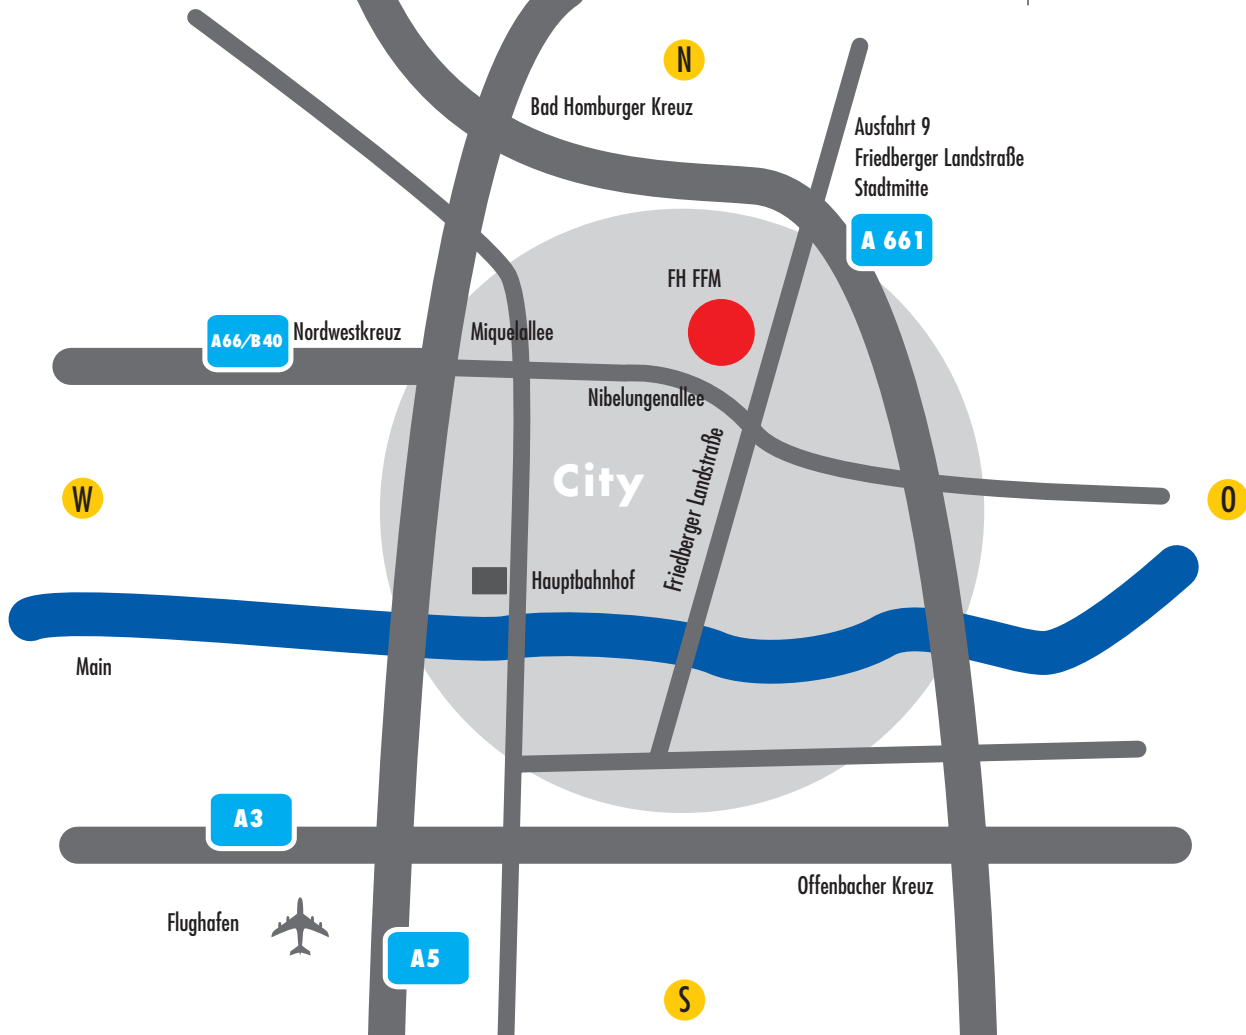 N
Bad Homburger Kreuz
Ausfahrt 9
Friedberger Landstraße
Stadtmitte
A 661
FH FFM
A66/B40
Nordwestkreuz
Miquelallee
Nibelungenallee
Friedberger Landstraße
City
W
O
Hauptbahnhof
Main
A3
Offenbacher Kreuz
Flughafen
A5
S